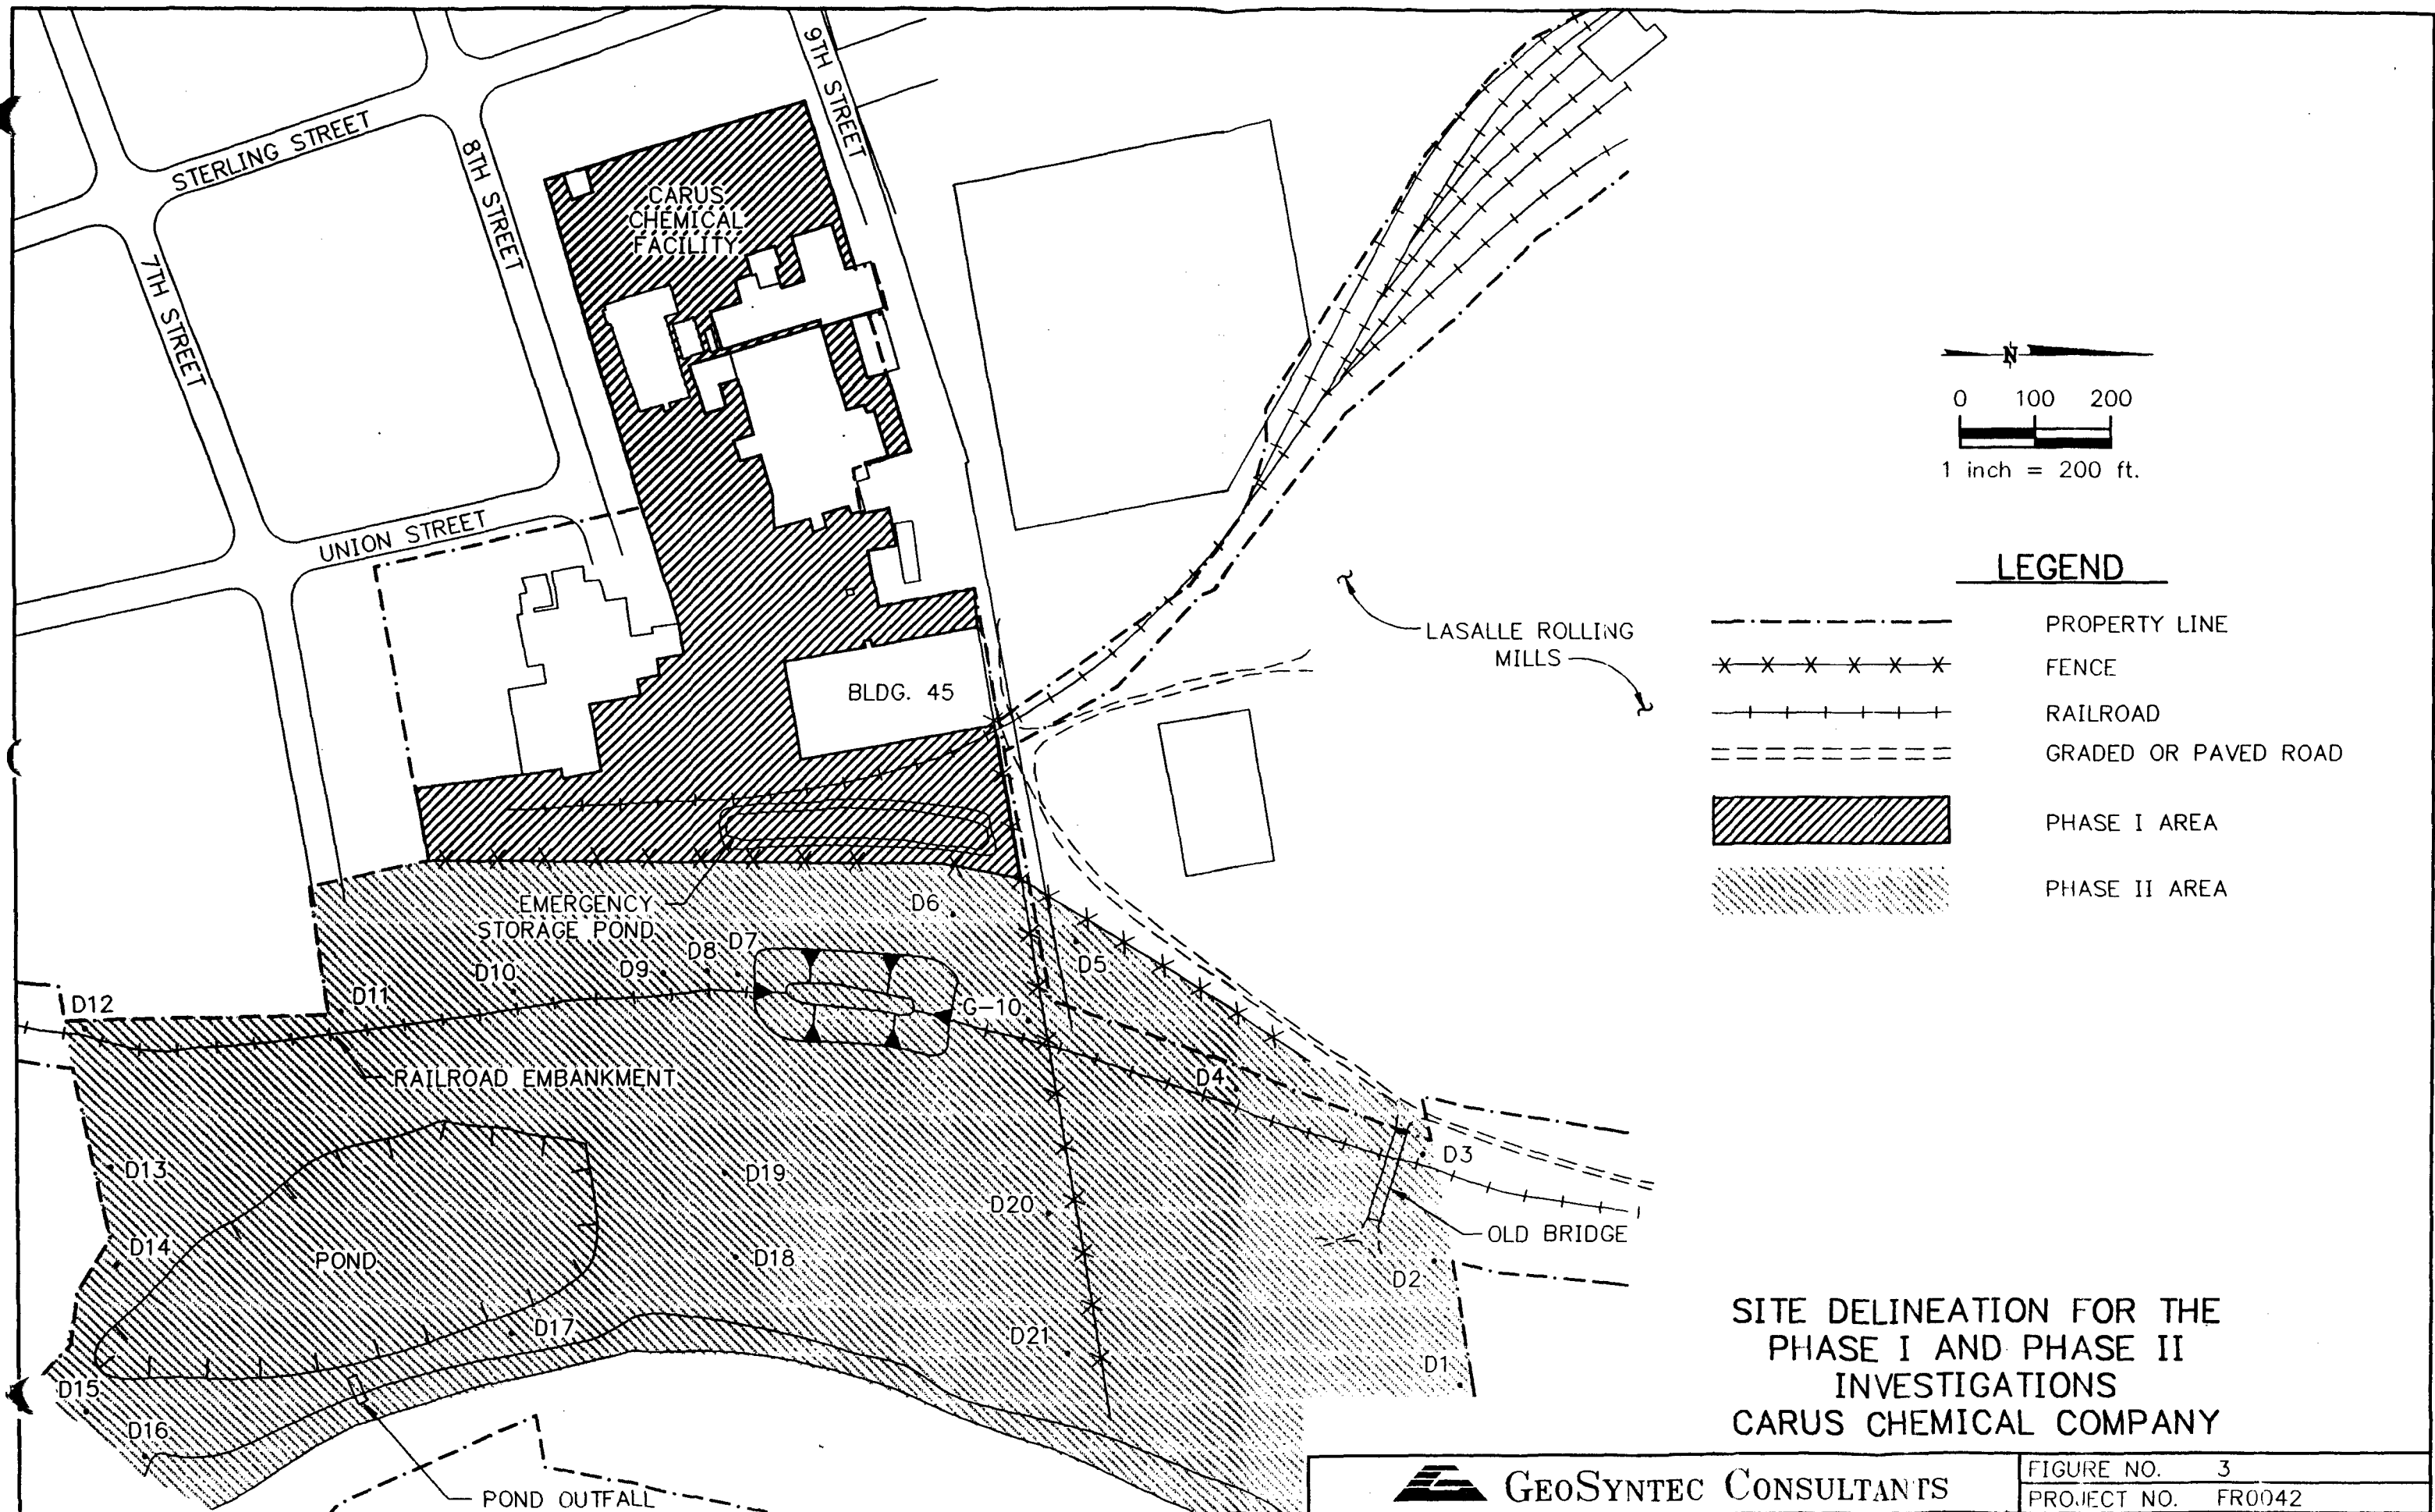 9TH STREET
STERLING STREET
8TH STREET
CARUS
CHEMICAL
FACILITY
7TH STREET
UNION STREET
BLDG. 45
LASALLE ROLLING
MILLS
N
0 100 200
1 inch = 200 ft.
LEGEND
PROPERTY LINE
FENCE
RAILROAD
GRADED OR PAVED ROAD
PHASE I AREA
PHASE II AREA
EMERGENCY
STORAGE POND
D6
D5
D7
D8
D9
D10
D11
D12
G-10
RAILROAD EMBANKMENT
D4
D3
D13
D19
D20
OLD BRIDGE
D14
POND
D18
D2
D17
D21
D1
D15
D16
POND OUTFALL
SITE DELINEATION FOR THE
PHASE I AND PHASE II
INVESTIGATIONS
CARUS CHEMICAL COMPANY
GEOSYNTEC CONSULTANTS
FIGURE NO. 3
PROJECT NO. FR0042